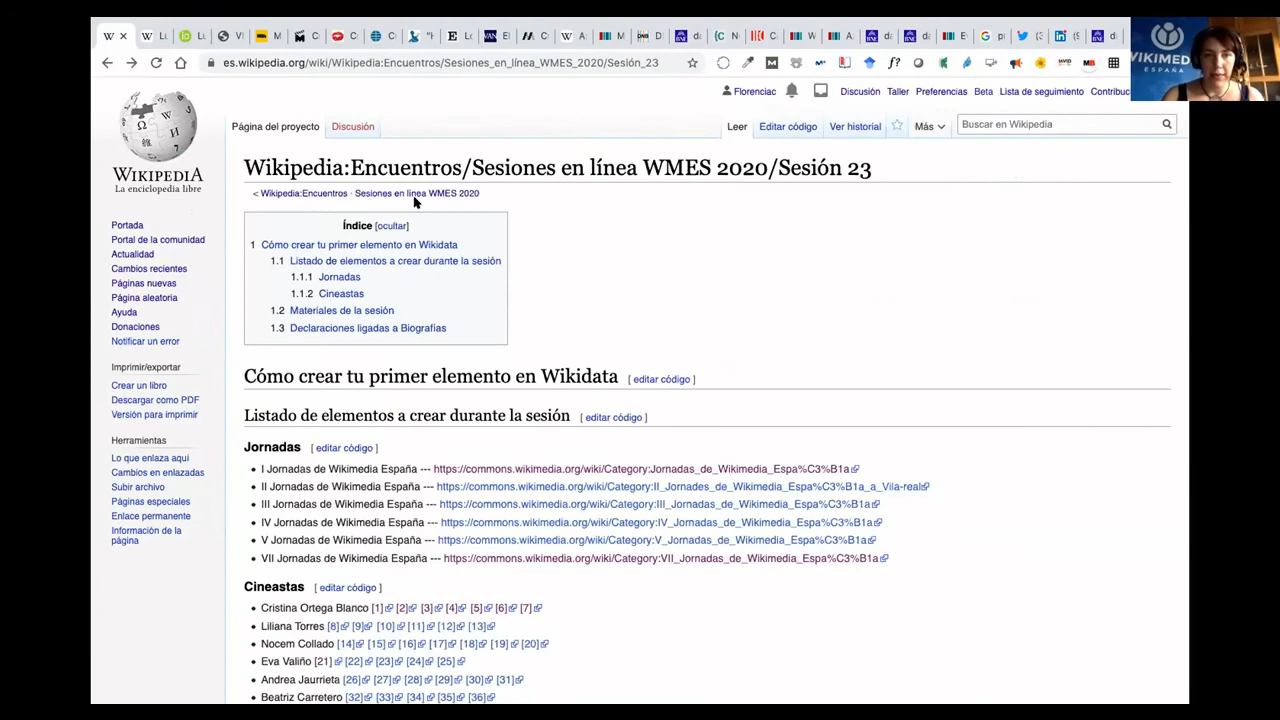 es.wikipedia.org/wiki/Wikipedia:Encuentros/Sesiones_en_línea_WMES_2020/Sesión_23
VIKIMED
ESPAÑA
Florenciac Discusión Taller Preferencias Beta Lista de seguimiento Contribuc
Página del proyecto Discusión Leer Editar código Ver historial Más Buscar en Wikipedia
WIKIPEDIA
La enciclopedia libre
Portada
Portal de la comunidad
Actualidad
Cambios recientes
Páginas nuevas
Página aleatoria
Ayuda
Donaciones
Notificar un error
Imprimir/exportar
Crear un libro
Descargar como PDF
Versión para imprimir
Herramientas
Lo que enlaza aquí
Cambios en enlazadas
Subir archivo
Páginas especiales
Enlace permanente
Información de la
página
Wikipedia:Encuentros/Sesiones en línea WMES 2020/Sesión 23
< Wikipedia:Encuentros · Sesiones en línea WMES 2020
Índice [ocultar]
1 Cómo crear tu primer elemento en Wikidata
1.1 Listado de elementos a crear durante la sesión
1.1.1 Jornadas
1.1.2 Cineastas
1.2 Materiales de la sesión
1.3 Declaraciones ligadas a Biografías
Cómo crear tu primer elemento en Wikidata [ editar código ]
Listado de elementos a crear durante la sesión [ editar código ]
Jornadas [ editar código ]
I Jornadas de Wikimedia España --- https://commons.wikimedia.org/wiki/Category:Jornadas_de_Wikimedia_Espa%C3%B1a
II Jornadas de Wikimedia España --- https://commons.wikimedia.org/wiki/Category:II_Jornades_de_Wikimedia_Espa%C3%B1a_a_Vila-real
III Jornadas de Wikimedia España --- https://commons.wikimedia.org/wiki/Category:III_Jornadas_de_Wikimedia_Espa%C3%B1a
IV Jornadas de Wikimedia España --- https://commons.wikimedia.org/wiki/Category:IV_Jornadas_de_Wikimedia_Espa%C3%B1a
V Jornadas de Wikimedia España --- https://commons.wikimedia.org/wiki/Category:V_Jornadas_de_Wikimedia_Espa%C3%B1a
VII Jornadas de Wikimedia España --- https://commons.wikimedia.org/wiki/Category:VII_Jornadas_de_Wikimedia_Espa%C3%B1a
Cineastas [ editar código ]
Cristina Ortega Blanco [1] [2] [3] [4] [5] [6] [7]
Liliana Torres [8] [9] [10] [11] [12] [13]
Nocem Collado [14] [15] [16] [17] [18] [19] [20]
Eva Valiño [21] [22] [23] [24] [25]
Andrea Jaurrieta [26] [27] [28] [29] [30] [31]
Beatriz Carretero [32] [33] [34] [35] [36]